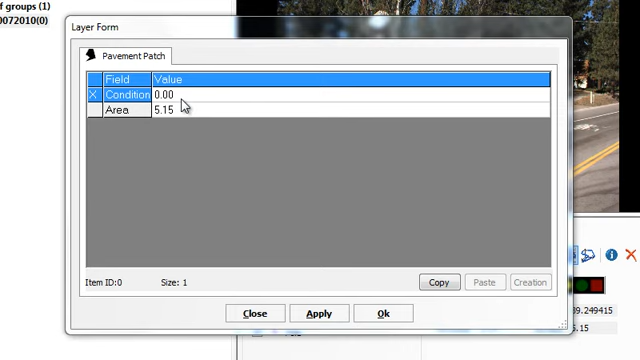 f groups (1)
0072010(0)
Layer Form
Pavement Patch
Field Value
X Condition 0.00
Area 5.15
Item ID:0 Size: 1
Copy Paste Creation
Close Apply Ok
39.249415
5.15